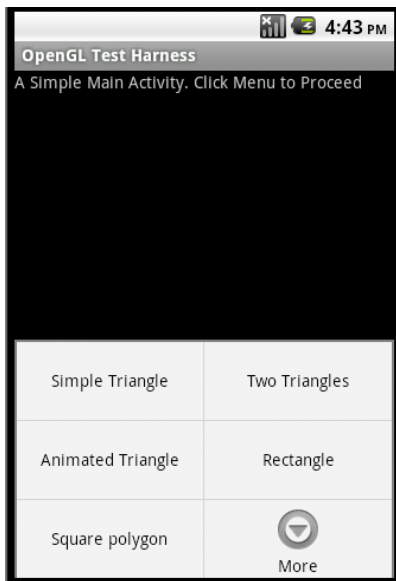 4:43 PM
OpenGL Test Harness
A Simple Main Activity. Click Menu to Proceed
Simple Triangle
Two Triangles
Animated Triangle
Rectangle
Square polygon
More